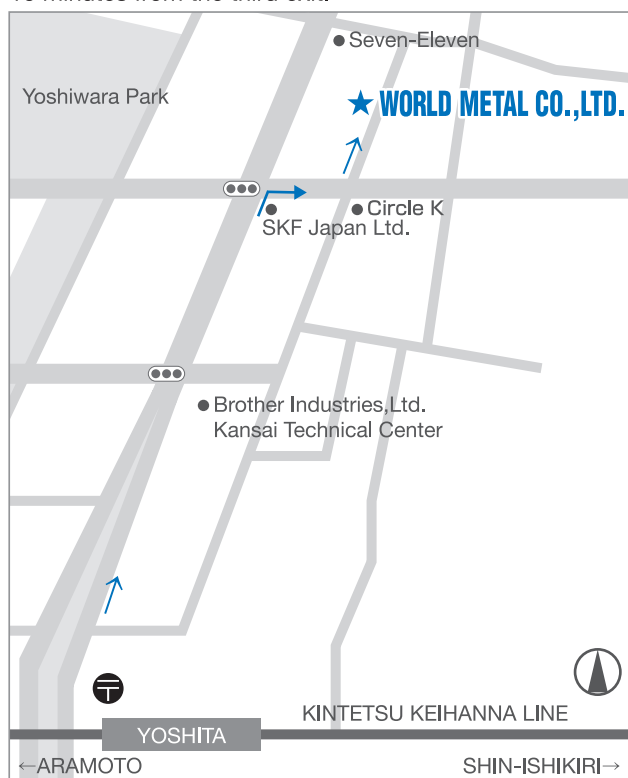 Seven-Eleven
Yoshiwara Park
★ WORLD METAL CO.,LTD.
Circle K
SKF Japan Ltd.
Brother Industries,Ltd.
Kansai Technical Center
〒
KINTETSU KEIHANNA LINE
YOSHITA
←ARAMOTO
SHIN-ISHIKIRI→